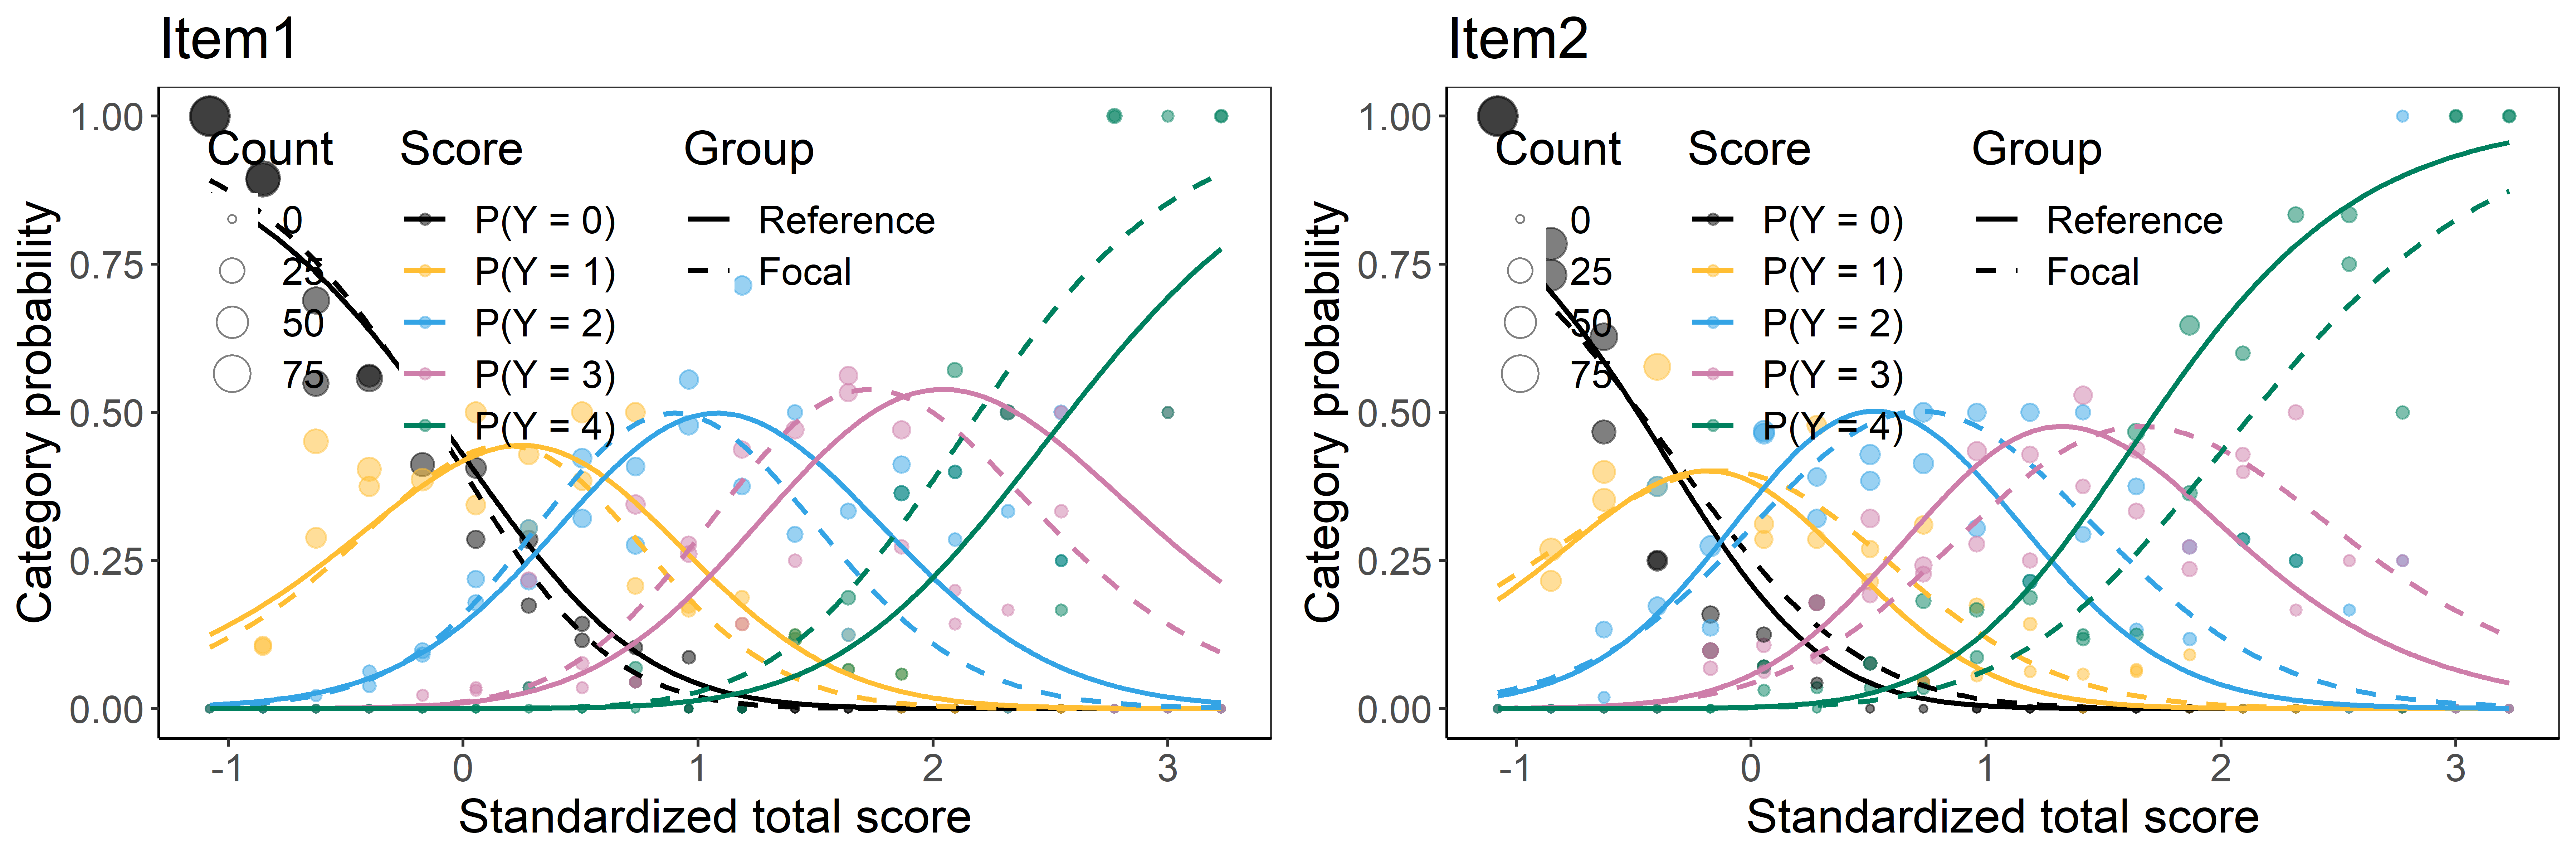 Item1
Category probability
1.00
0.75
0.50
0.25
0.00
Count
0
25
50
75
Score
P(Y = 0)
P(Y = 1)
P(Y = 2)
P(Y = 3)
P(Y = 4)
Group
Reference
Focal
-1 0 1 2 3
Standardized total score
Item2
Category probability
1.00
0.75
0.50
0.25
0.00
Count
0
25
50
75
Score
P(Y = 0)
P(Y = 1)
P(Y = 2)
P(Y = 3)
P(Y = 4)
Group
Reference
Focal
-1 0 1 2 3
Standardized total score